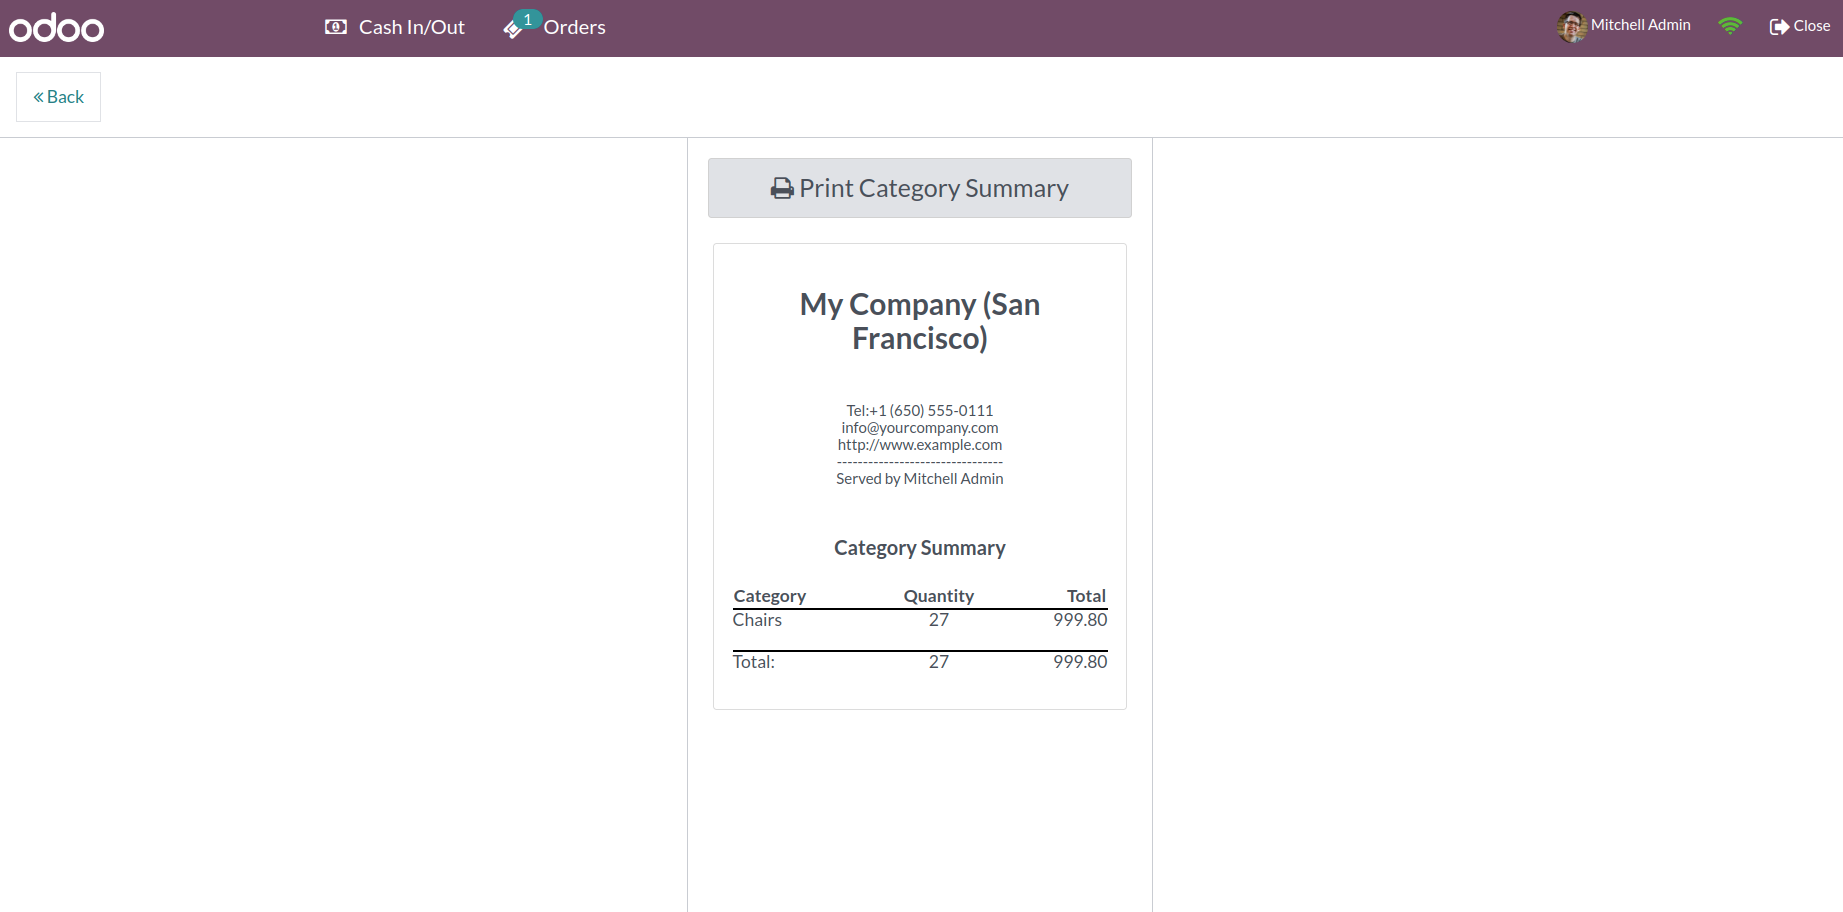 odoo
Cash In/Out
1
Orders
Mitchell Admin
Close
« Back
Print Category Summary
My Company (San
Francisco)
Tel:+1 (650) 555-0111
info@yourcompany.com
http://www.example.com
--------------------------------
Served by Mitchell Admin
Category Summary
Category Quantity Total
Chairs 27 999.80
Total: 27 999.80